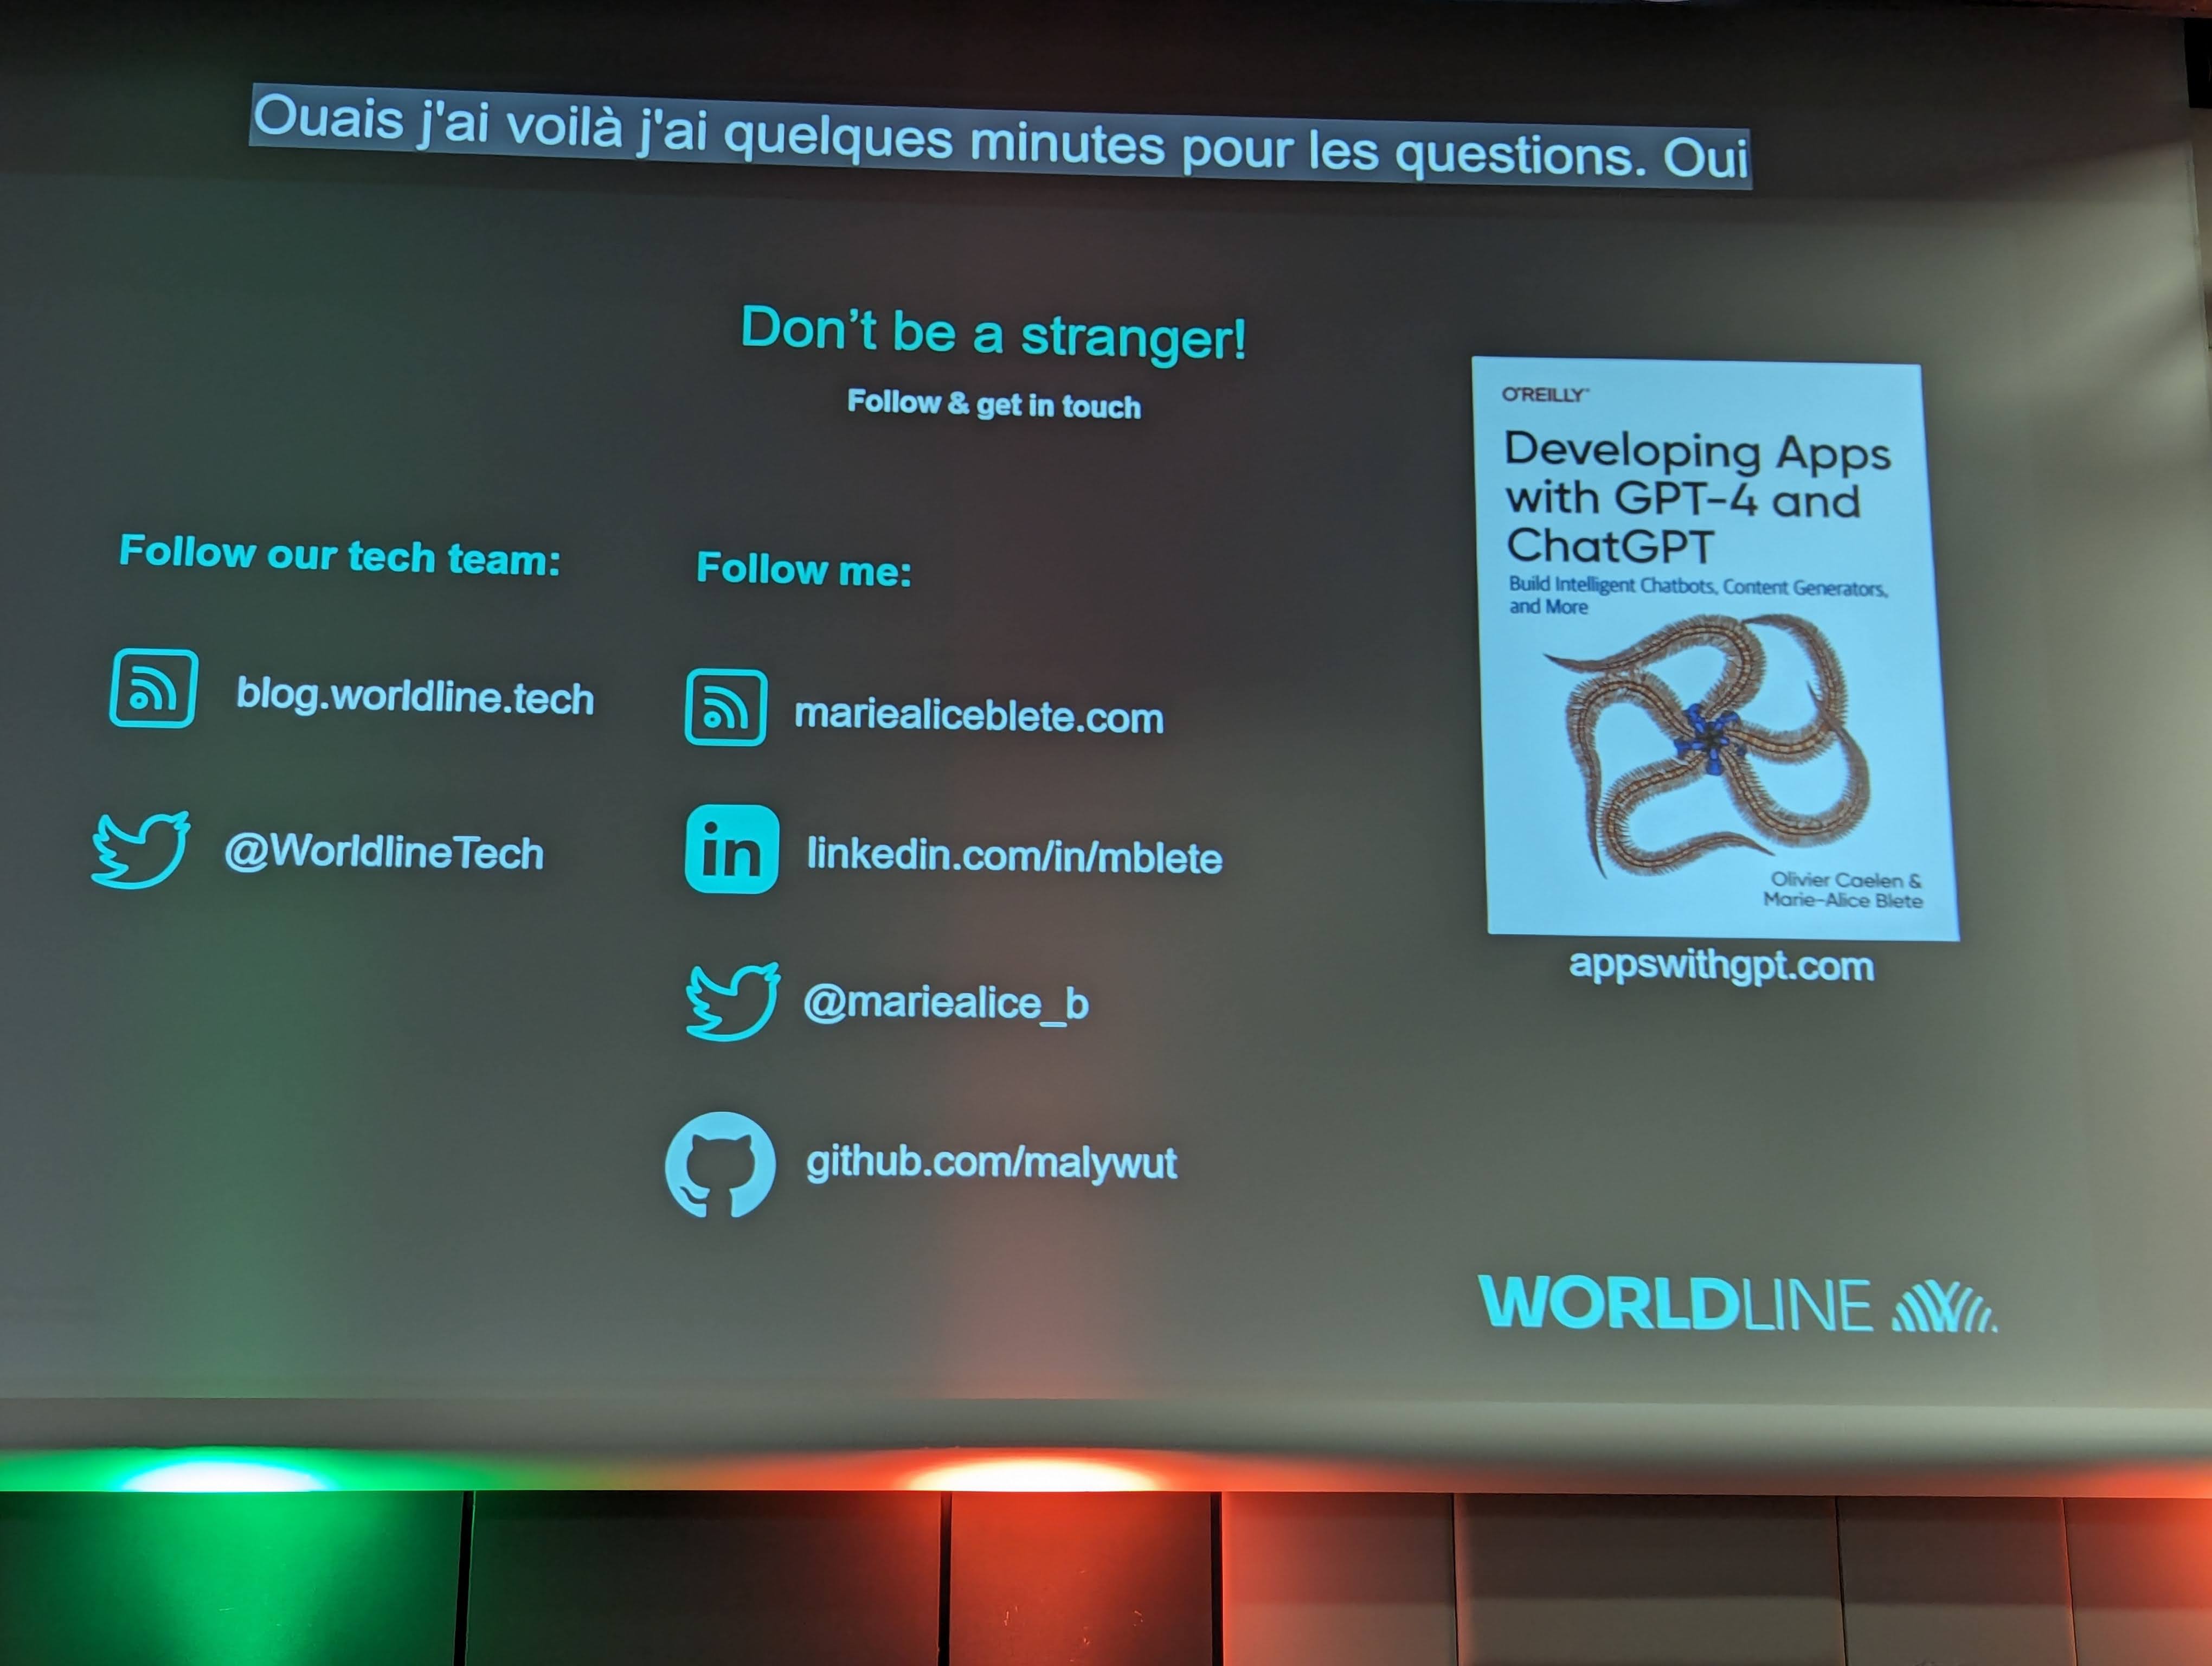 Ouais j'ai voilà j'ai quelques minutes pour les questions. Oui
Don't be a stranger!
Follow & get in touch
Follow our tech team:
blog.worldline.tech
@WorldlineTech
Follow me:
mariealiceblete.com
in
linkedin.com/in/mblete
@mariealice_b
github.com/malywut
O'REILLY®
Developing Apps
with GPT-4 and
ChatGPT
Build Intelligent Chatbots, Content Generators,
and More
Olivier Caelen &
Marie-Alice Blete
appswithgpt.com
WORLDLINE